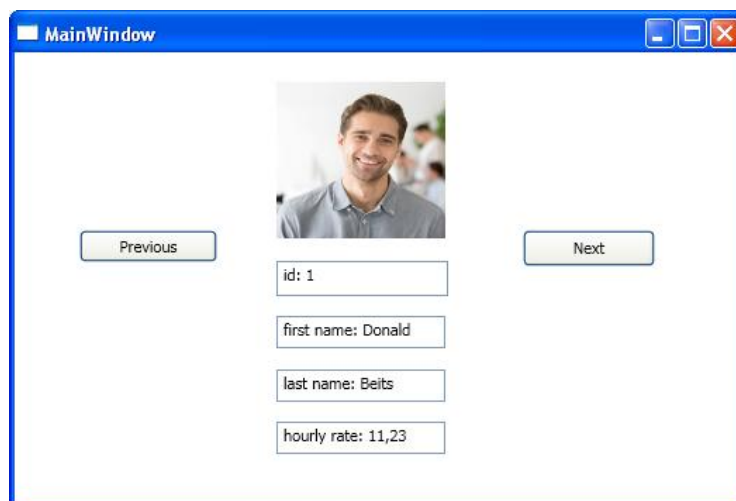 MainWindow
Previous
Next
id: 1
first name: Donald
last name: Beits
hourly rate: 11,23